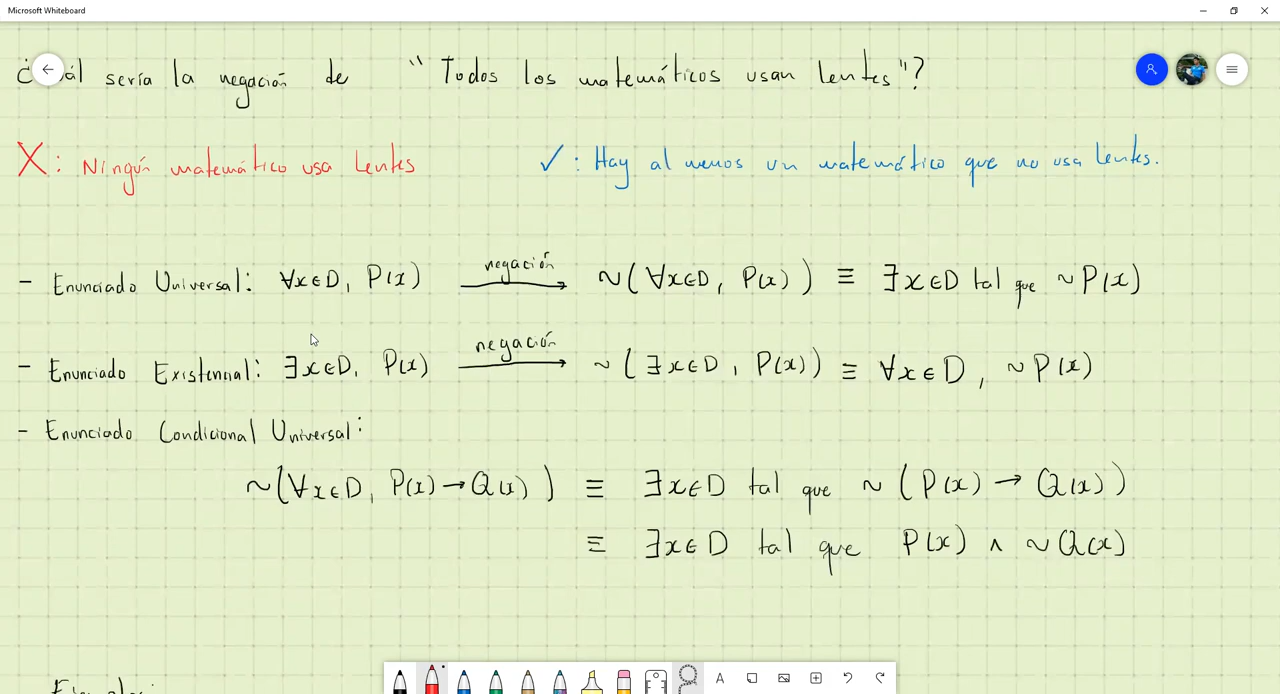 Microsoft Whiteboard
¿Cuál sería la negación de "Todos los matemáticos usan lentes"?
X: Ningún matemático usa lentes
✓: Hay al menos un matemático que no usa lentes.
- Enunciado Universal: ∀x∈D, P(x) negación → ~(∀x∈D, P(x)) ≡ ∃x∈D tal que ~P(x)
- Enunciado Existencial: ∃x∈D, P(x) negación → ~(∃x∈D, P(x)) ≡ ∀x∈D, ~P(x)
- Enunciado Condicional Universal:
~(∀x∈D, P(x)→Q(x)) ≡ ∃x∈D tal que ~(P(x)→Q(x))
≡ ∃x∈D tal que P(x) ∧ ~Q(x)